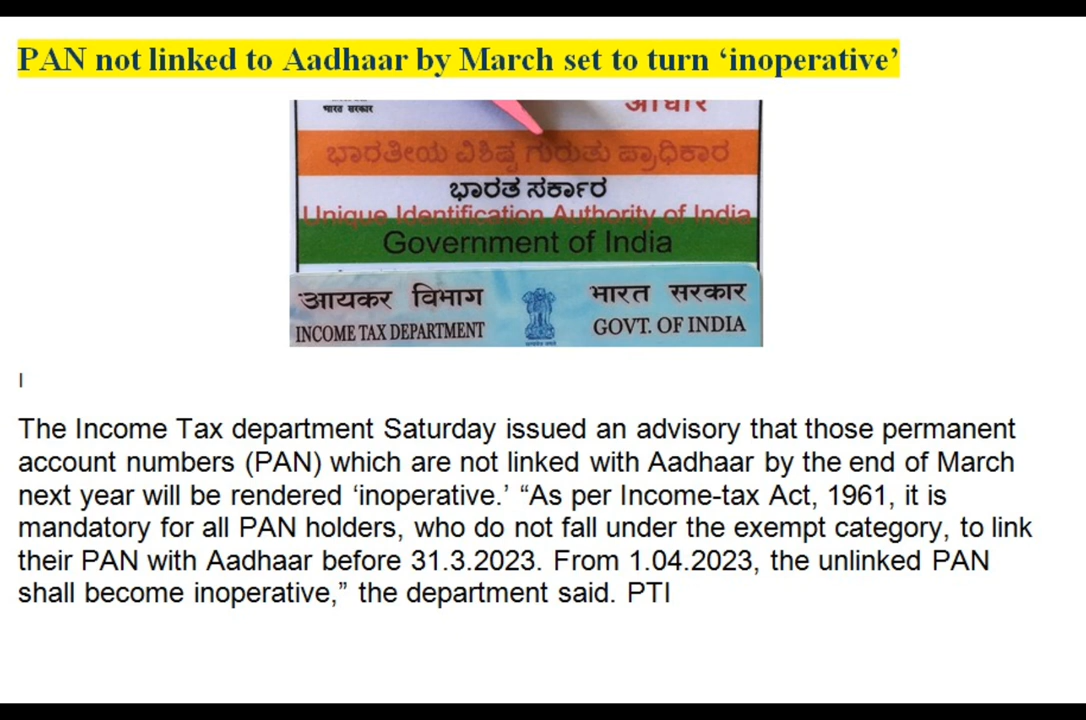 PAN not linked to Aadhaar by March set to turn ‘inoperative’
भारत सरकार
आधार
ಭಾರತೀಯ ವಿಶಿಷ್ಟ ಗುರುತು ಪ್ರಾಧಿಕಾರ
ಭಾರತ ಸರ್ಕಾರ
Unique Identification Authority of India
Government of India
आयकर विभाग
भारत सरकार
INCOME TAX DEPARTMENT
GOVT. OF INDIA
The Income Tax department Saturday issued an advisory that those permanent
account numbers (PAN) which are not linked with Aadhaar by the end of March
next year will be rendered ‘inoperative.’ “As per Income-tax Act, 1961, it is
mandatory for all PAN holders, who do not fall under the exempt category, to link
their PAN with Aadhaar before 31.3.2023. From 1.04.2023, the unlinked PAN
shall become inoperative,” the department said. PTI